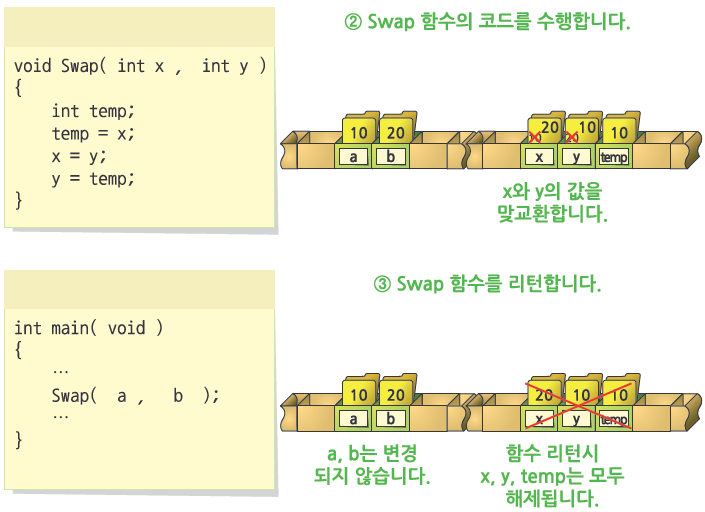 ② Swap 함수의 코드를 수행합니다.
void Swap( int x , int y )
{
int temp;
temp = x;
x = y;
y = temp;
}
10 20 20 10 10
a b x y temp
x와 y의 값을
맞교환합니다.
③ Swap 함수를 리턴합니다.
int main( void )
{
…
Swap( a , b );
…
}
10 20 20 10 10
a b x y temp
a, b는 변경
되지 않습니다.
함수 리턴시
x, y, temp는 모두
해제됩니다.